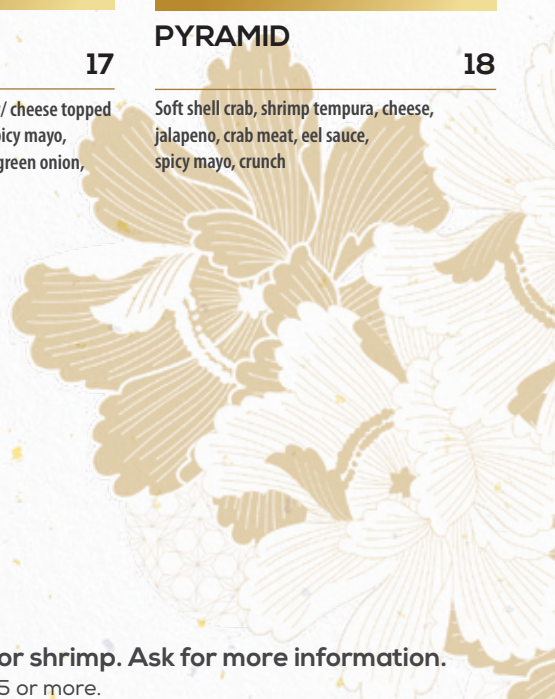 PYRAMID
17
18
/ cheese topped
icy mayo,
green onion,
Soft shell crab, shrimp tempura, cheese,
jalapeno, crab meat, eel sauce,
spicy mayo, crunch
or shrimp. Ask for more information.
5 or more.